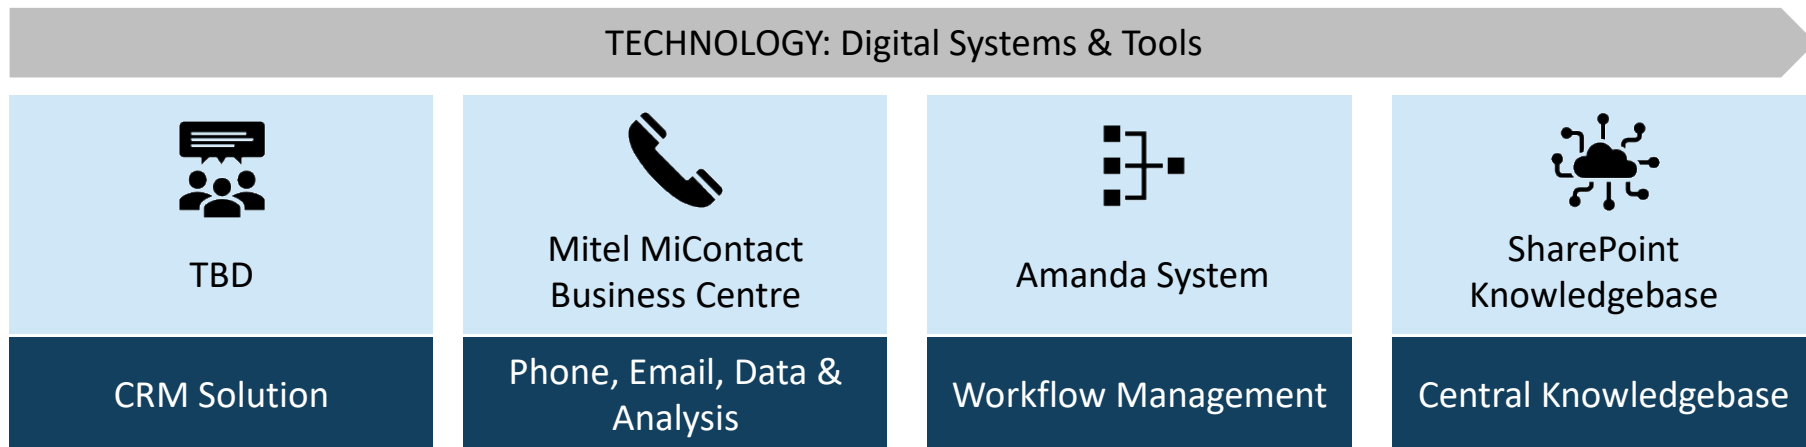 TECHNOLOGY: Digital Systems & Tools
TBD
CRM Solution
Mitel MiContact
Business Centre
Phone, Email, Data &
Analysis
Amanda System
Workflow Management
SharePoint
Knowledgebase
Central Knowledgebase